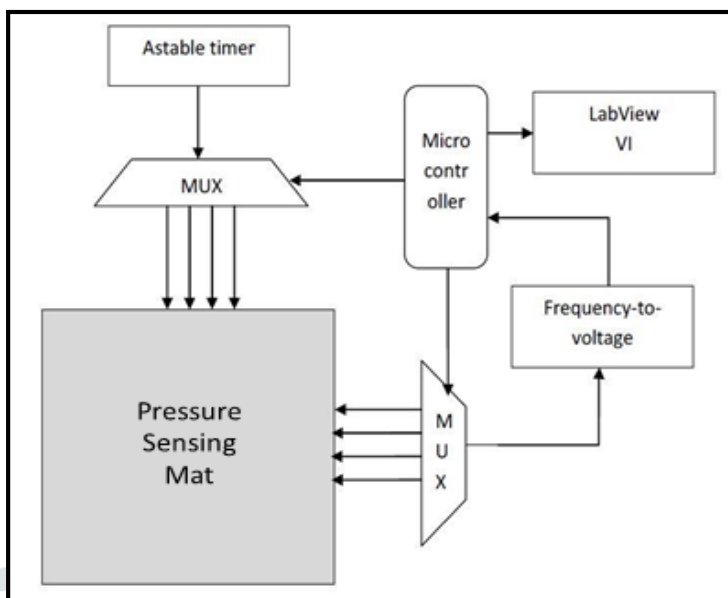 Astable timer
MUX
Micro
contr
oller
LabView
VI
Frequency-to-
voltage
Pressure
Sensing
Mat
M
U
X